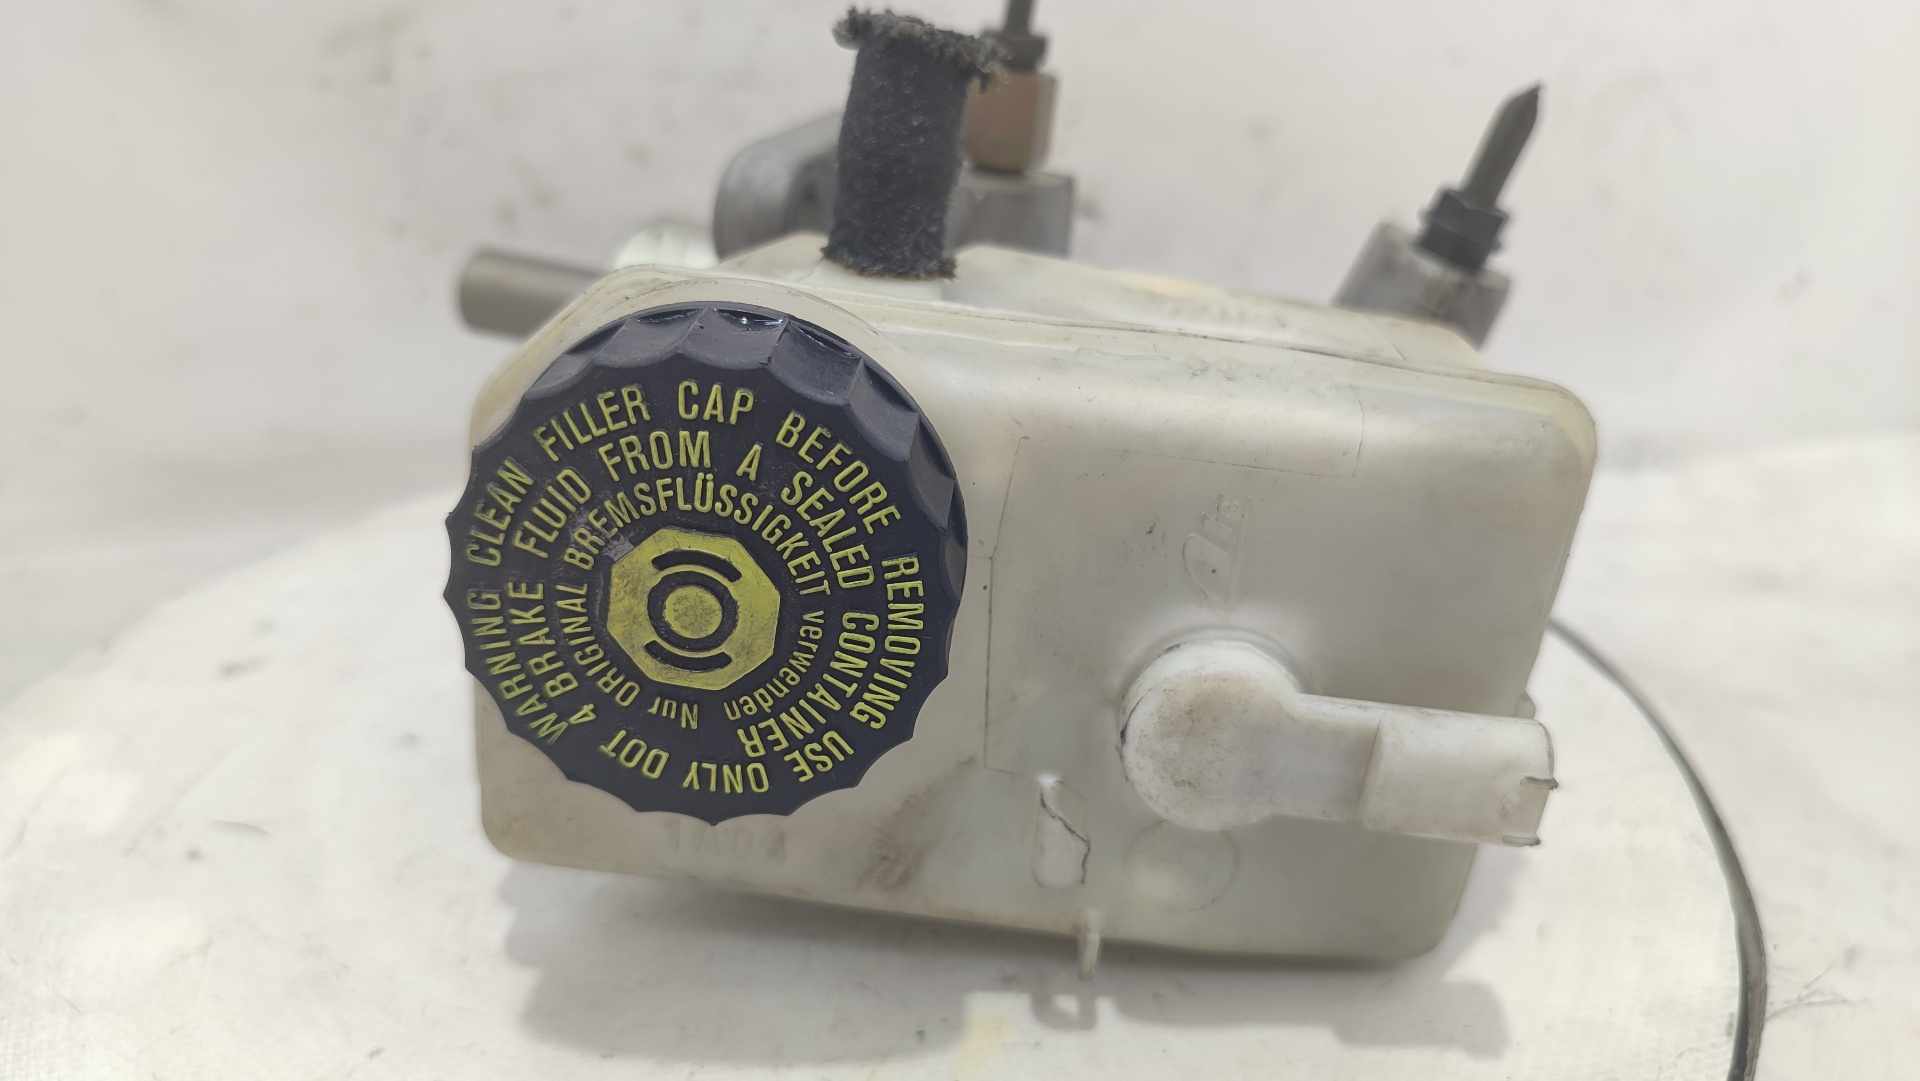 WARNING CLEAN FILLER CAP BEFORE REMOVING USE ONLY DOT 4 BRAKE FLUID FROM A SEALED CONTAINER
Nur ORIGINAL BREMSFLÜSSIGKEIT verwenden
Ate